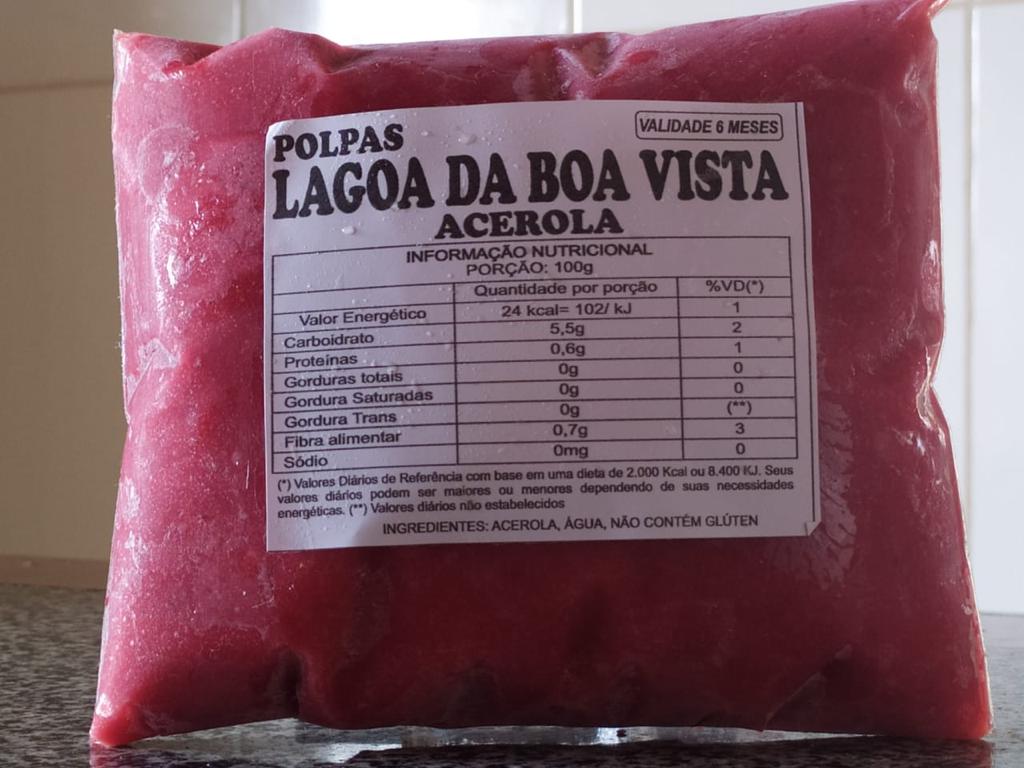 POLPAS
VALIDADE 6 MESES
LAGOA DA BOA VISTA
ACEROLA
INFORMAÇÃO NUTRICIONAL
PORÇÃO: 100g
Quantidade por porção %VD(*)
Valor Energético 24 kcal= 102/ kJ 1
Carboidrato 5,5g 2
Proteínas 0,6g 1
Gorduras totais 0g 0
Gordura Saturadas 0g 0
Gordura Trans 0g (**)
Fibra alimentar 0,7g 3
Sódio 0mg 0
(*) Valores Diários de Referência com base em uma dieta de 2.000 Kcal ou 8.400 KJ. Seus
valores diários podem ser maiores ou menores dependendo de suas necessidades
energéticas. (**) Valores diários não estabelecidos
INGREDIENTES: ACEROLA, ÁGUA, NÃO CONTÉM GLÚTEN